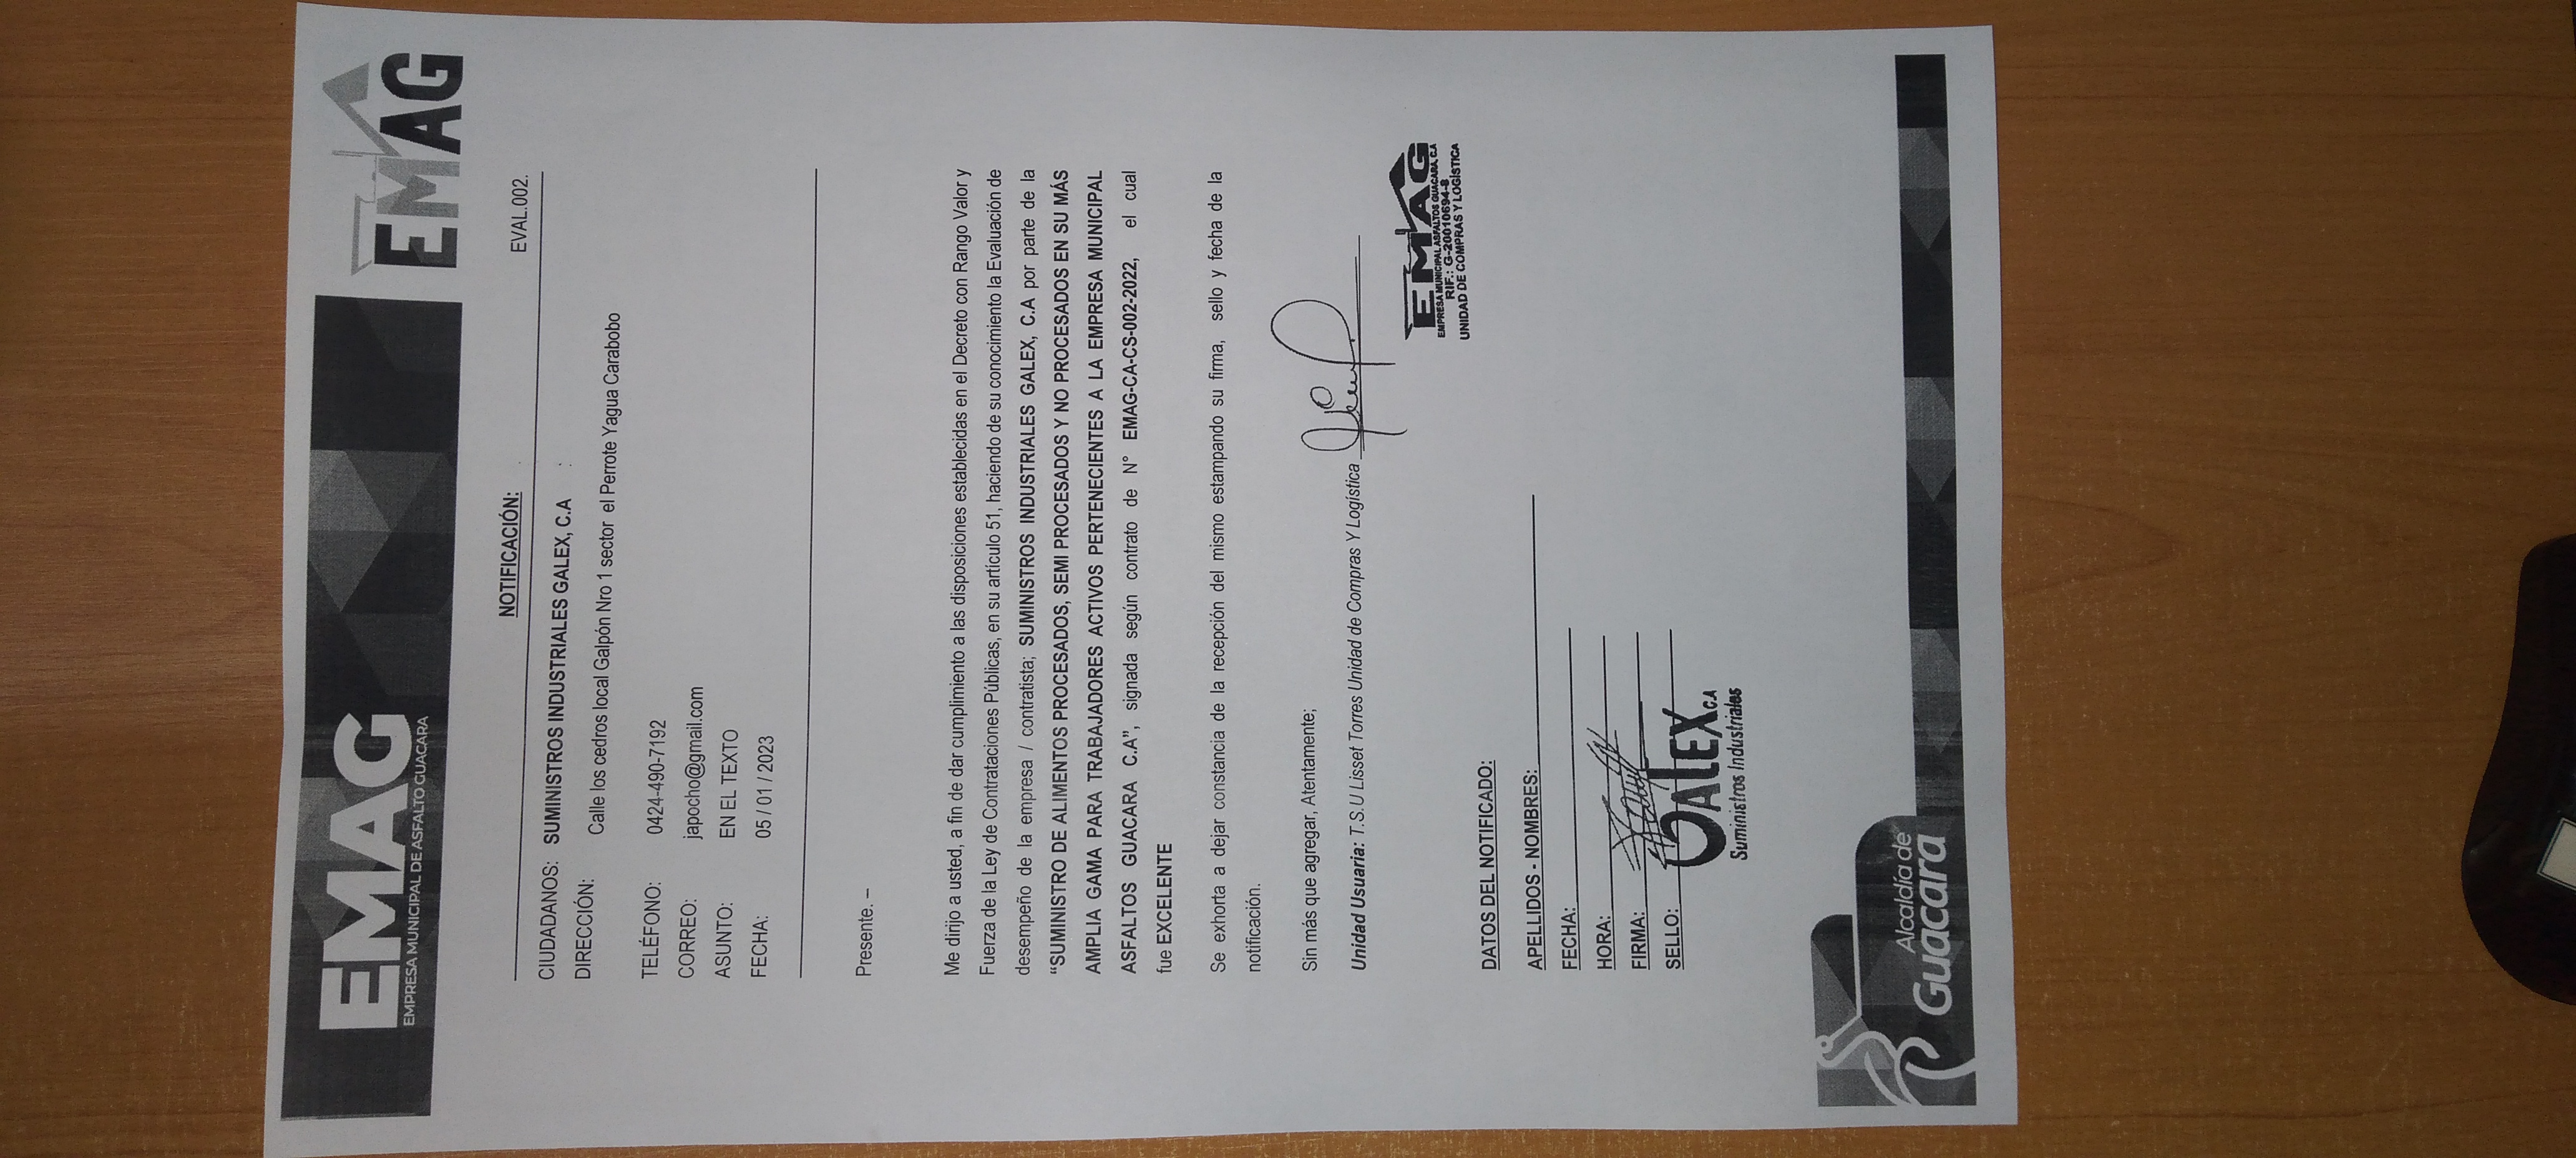 EMAG
EMPRESA MUNICIPAL DE ASFALTO GUACARA
EMAG
NOTIFICACIÓN:
EVAL.002.
CIUDADANOS: SUMINISTROS INDUSTRIALES GALEX, C.A :
DIRECCIÓN: Calle los cedros local Galpón Nro 1 sector el Perrote Yagua Carabobo
TELÉFONO: 0424-490-7192
CORREO: japocho@gmail.com
ASUNTO: EN EL TEXTO
FECHA: 05 / 01 / 2023
Presente. –
Me dirijo a usted, a fin de dar cumplimiento a las disposiciones establecidas en el Decreto con Rango Valor y
Fuerza de la Ley de Contrataciones Públicas, en su artículo 51, haciendo de su conocimiento la Evaluación de
desempeño de la empresa / contratista; SUMINISTROS INDUSTRIALES GALEX, C.A por parte de la
“SUMINISTRO DE ALIMENTOS PROCESADOS, SEMI PROCESADOS Y NO PROCESADOS EN SU MÁS
AMPLIA GAMA PARA TRABAJADORES ACTIVOS PERTENECIENTES A LA EMPRESA MUNICIPAL
ASFALTOS GUACARA C.A”, signada según contrato de N° EMAG-CA-CS-002-2022, el cual
fue EXCELENTE
Se exhorta a dejar constancia de la recepción del mismo estampando su firma, sello y fecha de la
notificación.
Sin más que agregar, Atentamente;
Unidad Usuaria: T.S.U Lisset Torres Unidad de Compras Y Logística
EMAG
EMPRESA MUNICIPAL ASFALTOS GUACARA, C.A
RIF.: G-20010694-8
UNIDAD DE COMPRAS Y LOGÍSTICA
DATOS DEL NOTIFICADO:
APELLIDOS - NOMBRES:
FECHA:
HORA:
FIRMA:
SELLO:
GALEX C.A
Suministros Industriales
Alcaldía de
Guacara